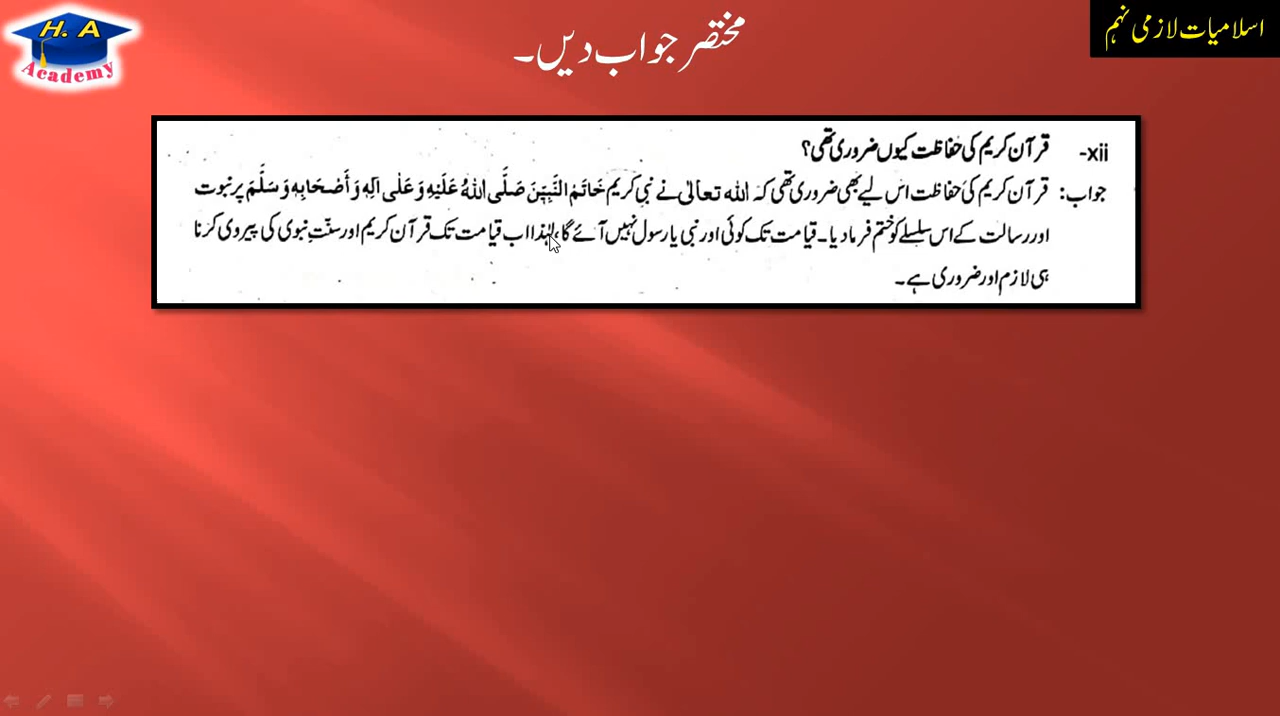 H. A
Academy
اسلامیات لازمی نہم
مختصر جواب دیں۔
xii- قرآن کریم کی حفاظت کیوں ضروری تھی؟
جواب: قرآن کریم کی حفاظت اس لیے بھی ضروری تھی کہ اللہ تعالیٰ نے نبی کریم خَاتَمُ النَّبِیّٖنَ صَلَّی اللّٰهُ عَلَیْهِ وَعَلٰی اٰلِهٖ وَأَصْحَابِهٖ وَسَلَّمَ پر نبوت
اور رسالت کے اس سلسلے کو ختم فرما دیا۔ قیامت تک کوئی اور نبی یا رسول نہیں آئے گا، لہٰذا اب قیامت تک قرآن کریم اور سنّتِ نبوی کی پیروی کرنا
ہی لازم اور ضروری ہے۔